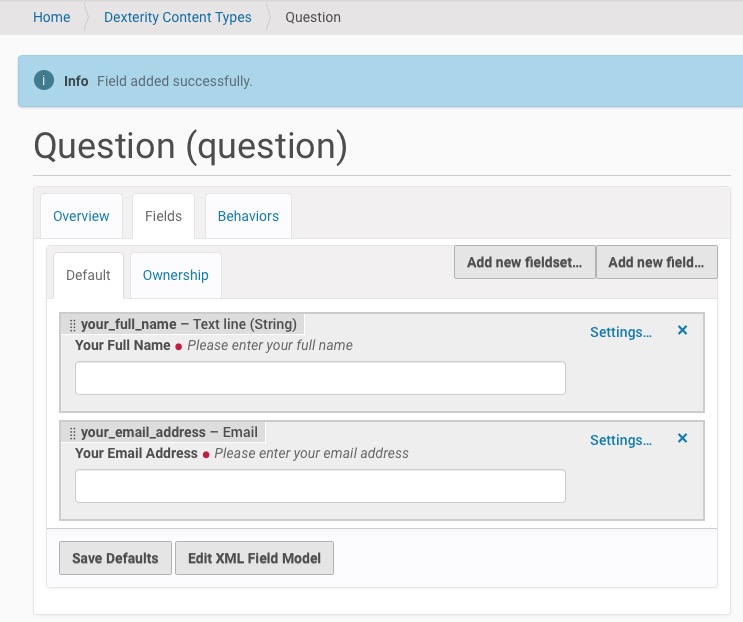 Home Dexterity Content Types Question
i Info Field added successfully.
Question (question)
Overview Fields Behaviors
Default Ownership Add new fieldset... Add new field...
your_full_name – Text line (String)
Settings... ×
Your Full Name • Please enter your full name
your_email_address – Email
Settings... ×
Your Email Address • Please enter your email address
Save Defaults Edit XML Field Model